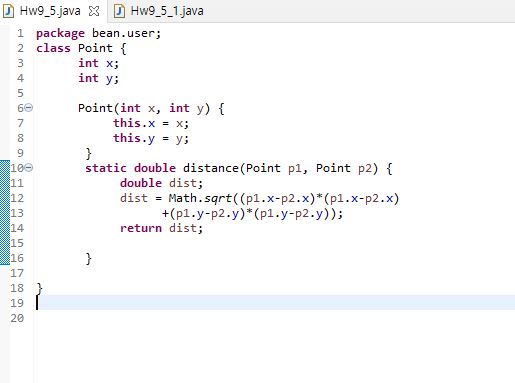 Hw9_5.java Hw9_5_1.java
1 package bean.user;
2 class Point {
3 int x;
4 int y;
5
6 Point(int x, int y) {
7 this.x = x;
8 this.y = y;
9 }
10 static double distance(Point p1, Point p2) {
11 double dist;
12 dist = Math.sqrt((p1.x-p2.x)*(p1.x-p2.x)
13 +(p1.y-p2.y)*(p1.y-p2.y));
14 return dist;
15
16 }
17
18 }
19
20